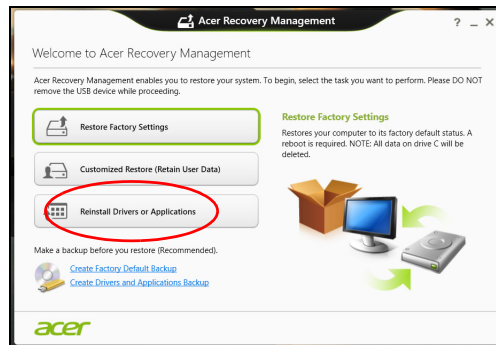 Acer Recovery Management
? _ X
Welcome to Acer Recovery Management
Acer Recovery Management enables you to restore your system. To begin, select the task you want to perform. Please DO NOT
remove the USB device while proceeding.
Restore Factory Settings
Customized Restore (Retain User Data)
Reinstall Drivers or Applications
Restore Factory Settings
Restores your computer to its factory default status. A
reboot is required. NOTE: All data on drive C will be
deleted.
Make a backup before you restore (Recommended).
Create Factory Default Backup
Create Drivers and Applications Backup
acer